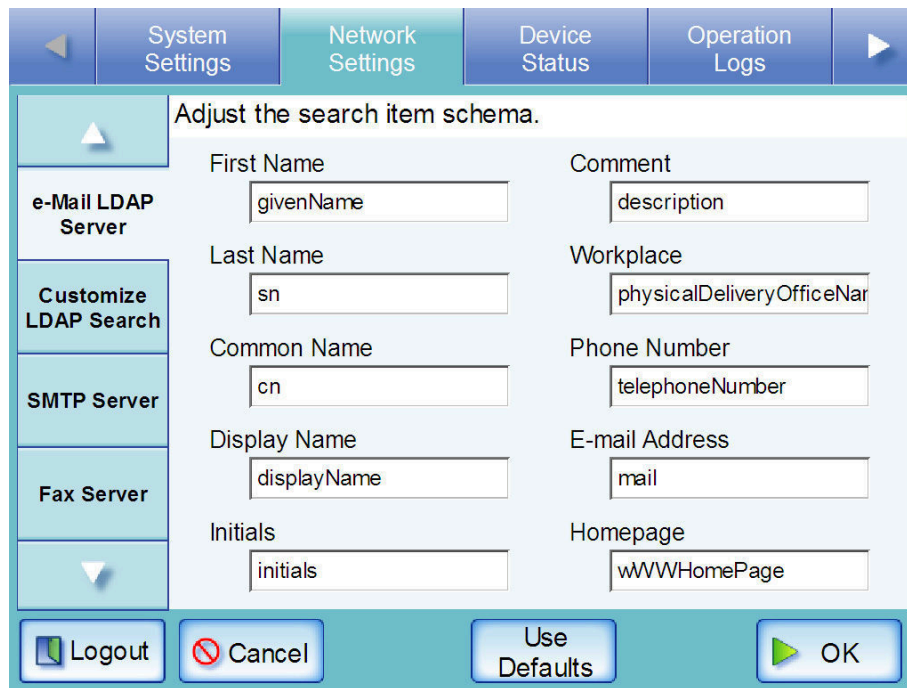 System
Settings
Network
Settings
Device
Status
Operation
Logs
Adjust the search item schema.
e-Mail LDAP
Server
Customize
LDAP Search
SMTP Server
Fax Server
First Name
givenName
Last Name
sn
Common Name
cn
Display Name
displayName
Initials
initials
Comment
description
Workplace
physicalDeliveryOfficeNar
Phone Number
telephoneNumber
E-mail Address
mail
Homepage
wWWHomePage
Logout
Cancel
Use
Defaults
OK